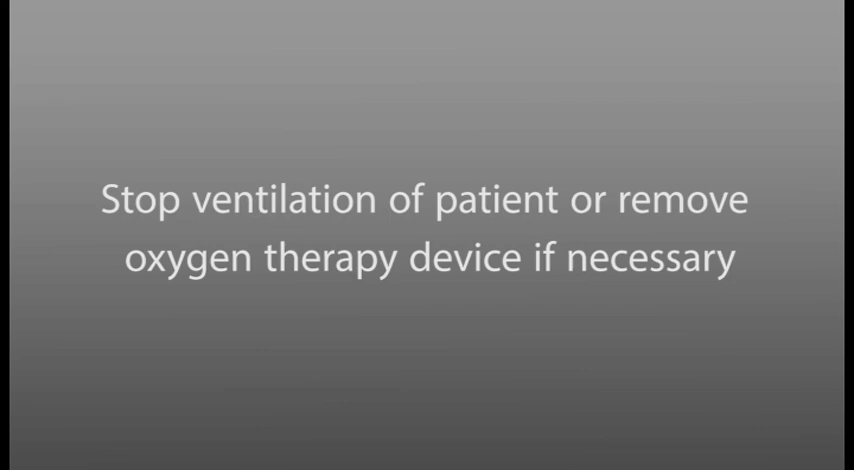 Stop ventilation of patient or remove
oxygen therapy device if necessary